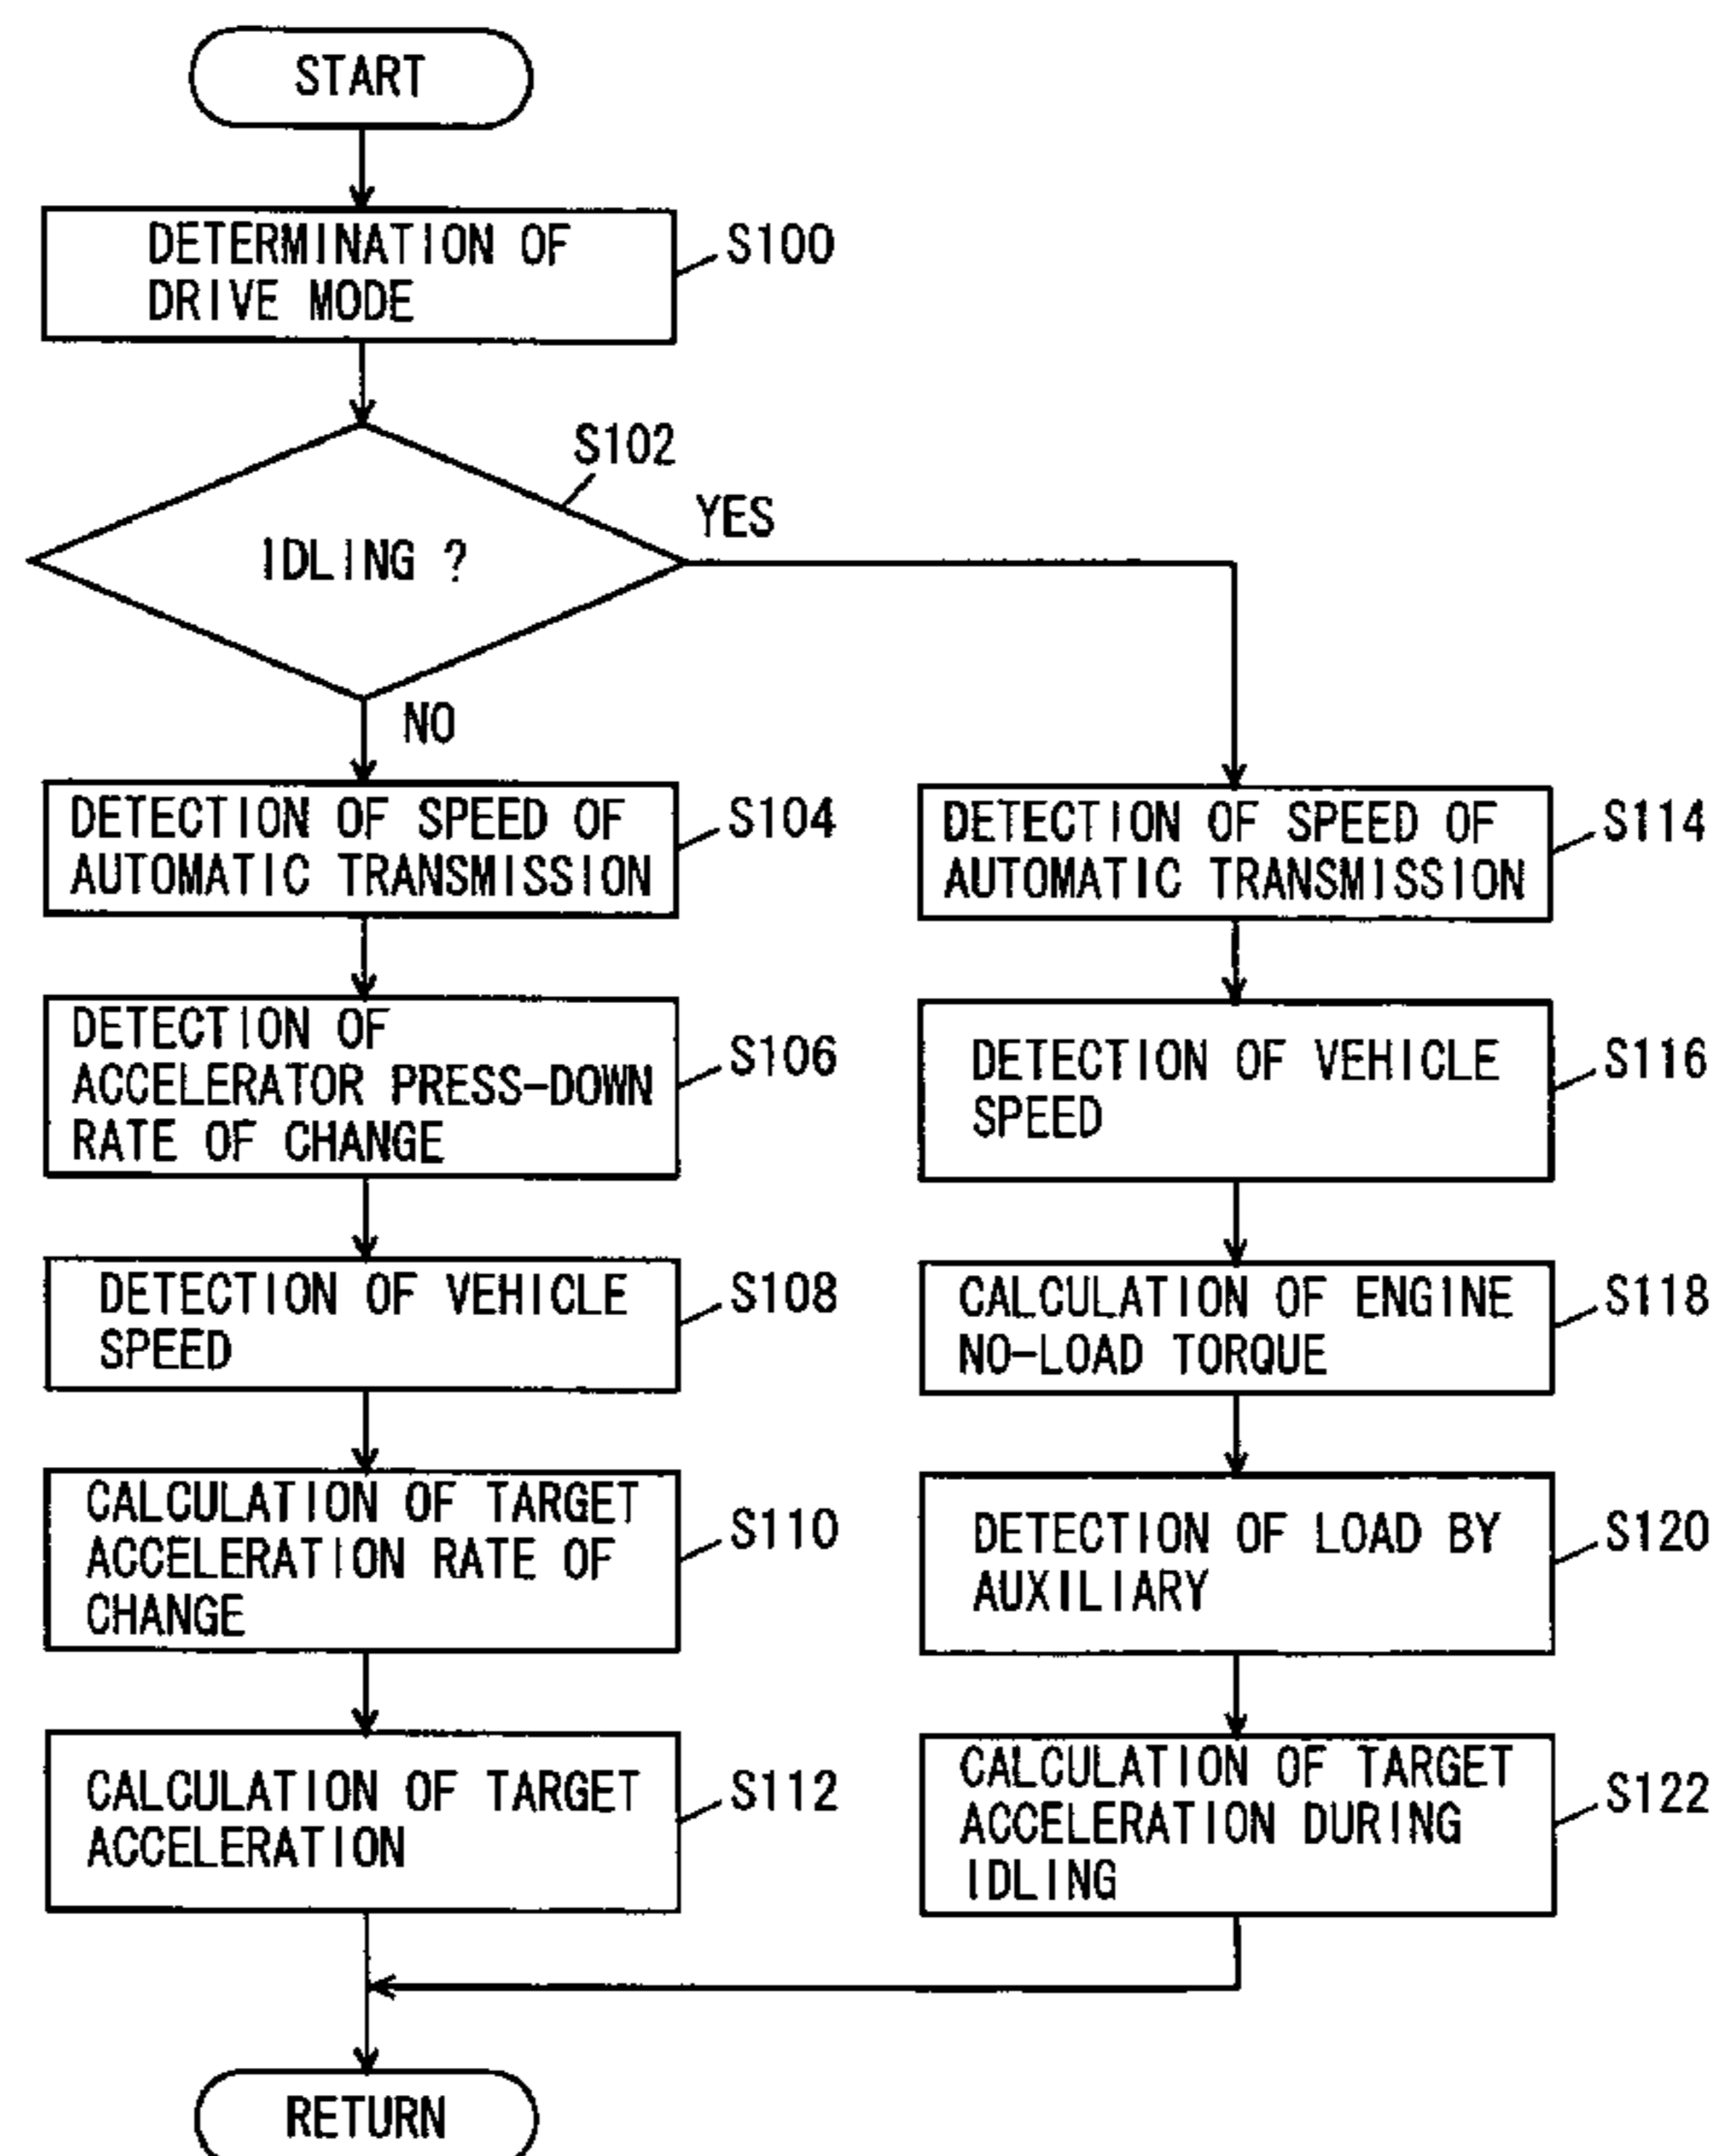 START
DETERMINATION OF
DRIVE MODE
S100
S102
IDLING ?
YES
NO
DETECTION OF SPEED OF
AUTOMATIC TRANSMISSION
S104
DETECTION OF
ACCELERATOR PRESS-DOWN
RATE OF CHANGE
S106
DETECTION OF VEHICLE
SPEED
S108
CALCULATION OF TARGET
ACCELERATION RATE OF
CHANGE
S110
CALCULATION OF TARGET
ACCELERATION
S112
DETECTION OF SPEED OF
AUTOMATIC TRANSMISSION
S114
DETECTION OF VEHICLE
SPEED
S116
CALCULATION OF ENGINE
NO-LOAD TORQUE
S118
DETECTION OF LOAD BY
AUXILIARY
S120
CALCULATION OF TARGET
ACCELERATION DURING
IDLING
S122
RETURN